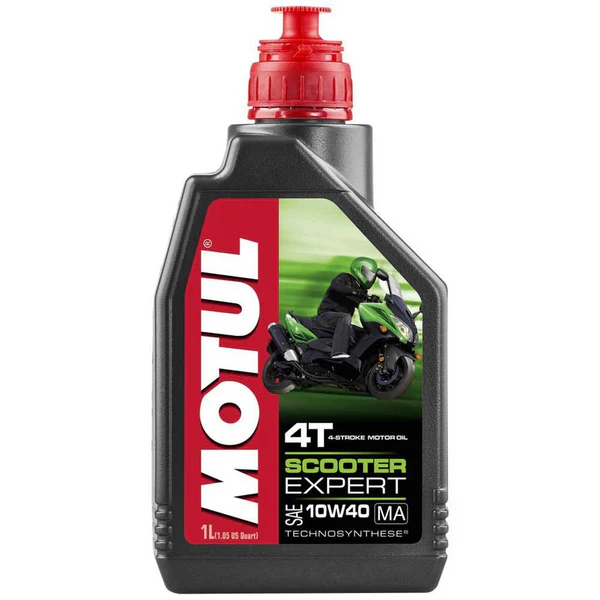 MOTUL®
4T 4-STROKE MOTOR OIL
SCOOTER
EXPERT
SAE 10W40 MA
TECHNOSYNTHESE®
1L (1.05 US Quart)